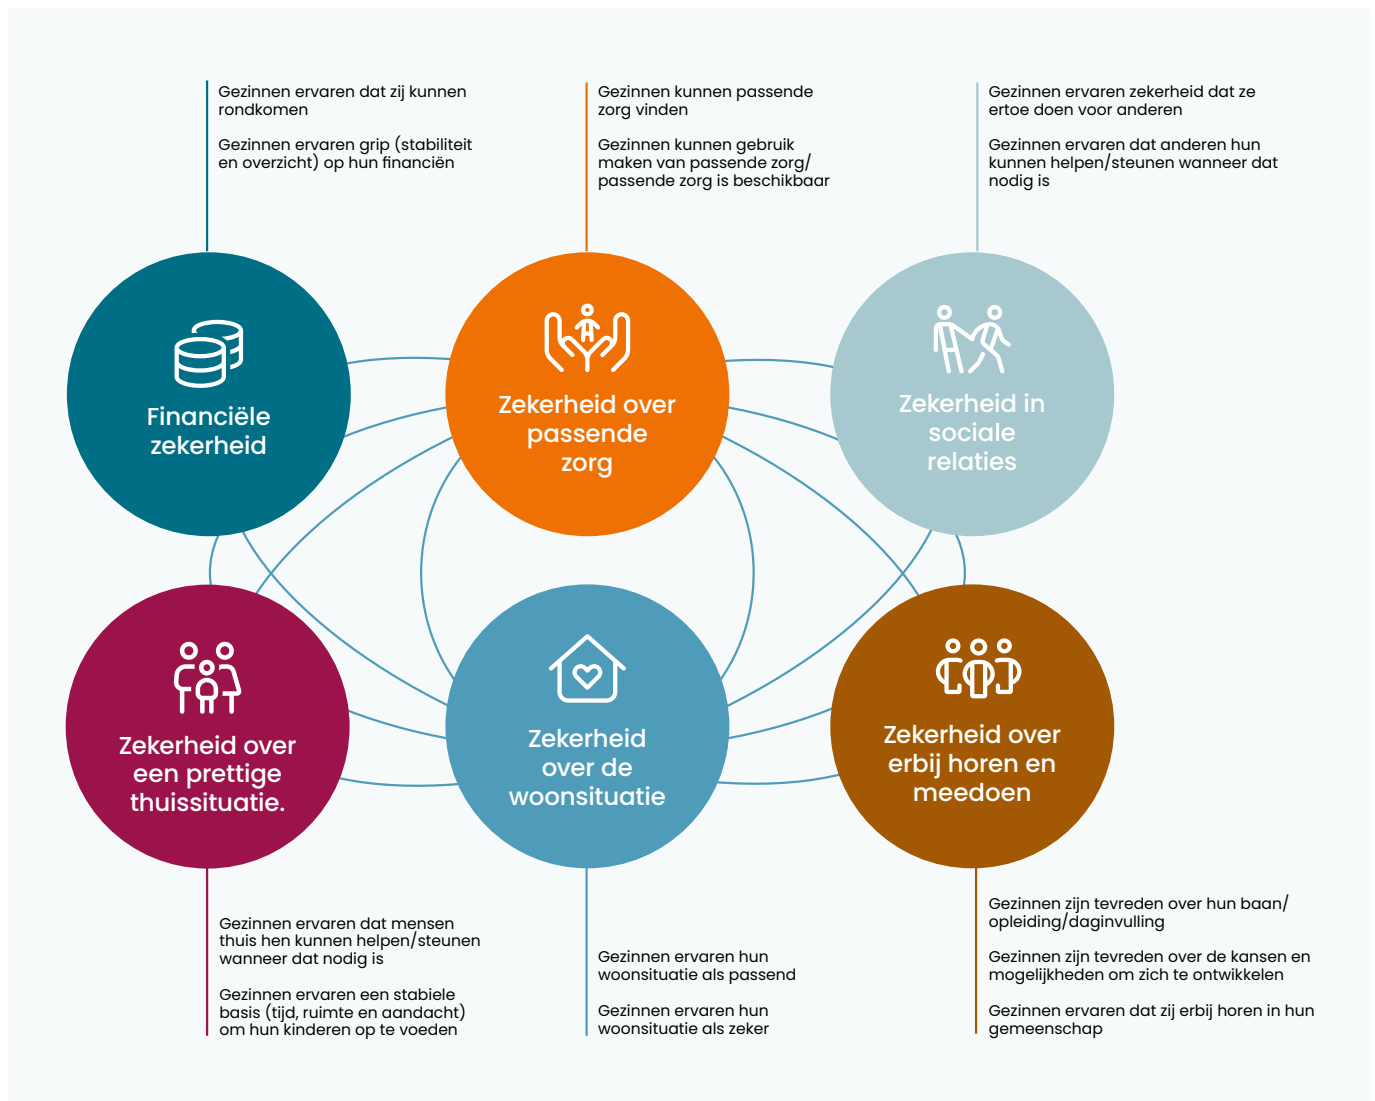 Gezinnen ervaren dat zij kunnen
rondkomen
Gezinnen ervaren grip (stabiliteit
en overzicht) op hun financiën
Gezinnen kunnen passende
zorg vinden
Gezinnen kunnen gebruik
maken van passende zorg/
passende zorg is beschikbaar
Gezinnen ervaren zekerheid dat ze
ertoe doen voor anderen
Gezinnen ervaren dat anderen hun
kunnen helpen/steunen wanneer dat
nodig is
Financiële
zekerheid
Zekerheid over
passende
zorg
Zekerheid in
sociale
relaties
Zekerheid over
een prettige
thuissituatie.
Zekerheid
over de
woonsituatie
Zekerheid over
erbij horen en
meedoen
Gezinnen ervaren dat mensen
thuis hen kunnen helpen/steunen
wanneer dat nodig is
Gezinnen ervaren een stabiele
basis (tijd, ruimte en aandacht)
om hun kinderen op te voeden
Gezinnen ervaren hun
woonsituatie als passend
Gezinnen ervaren hun
woonsituatie als zeker
Gezinnen zijn tevreden over hun baan/
opleiding/daginvulling
Gezinnen zijn tevreden over de kansen en
mogelijkheden om zich te ontwikkelen
Gezinnen ervaren dat zij erbij horen in hun
gemeenschap